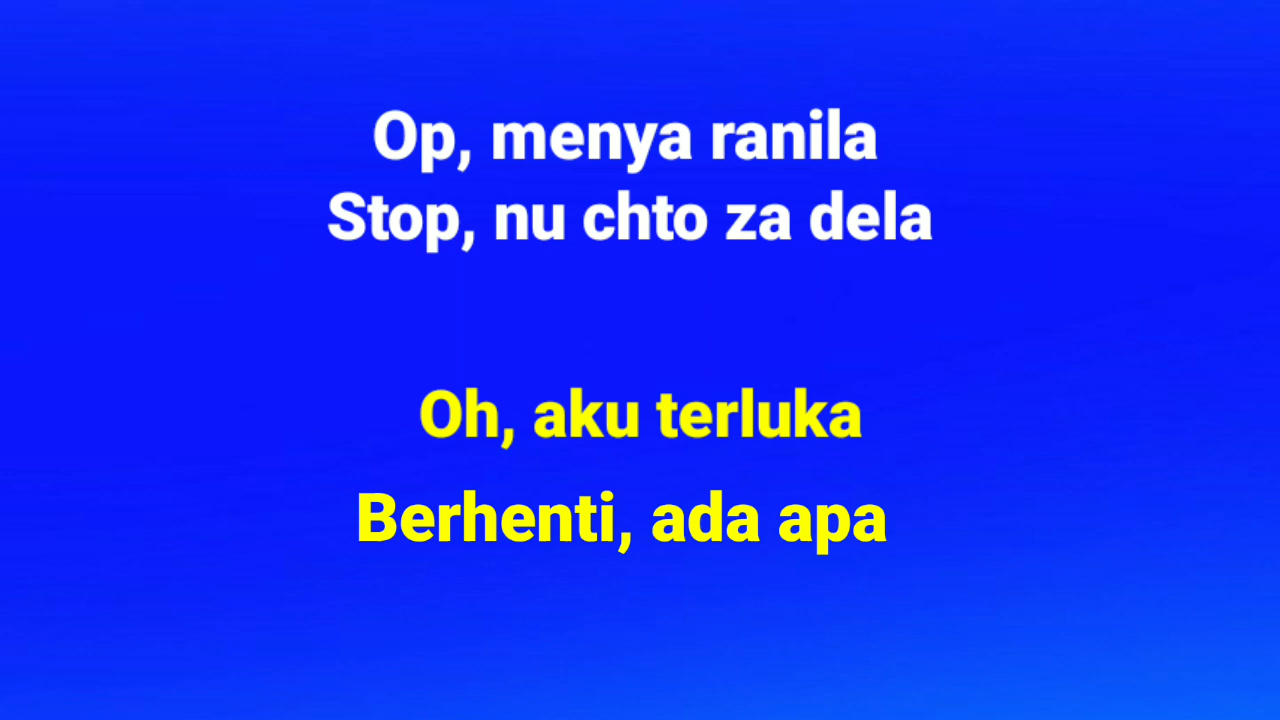 Op, menya ranila
Stop, nu chto za dela
Oh, aku terluka
Berhenti, ada apa